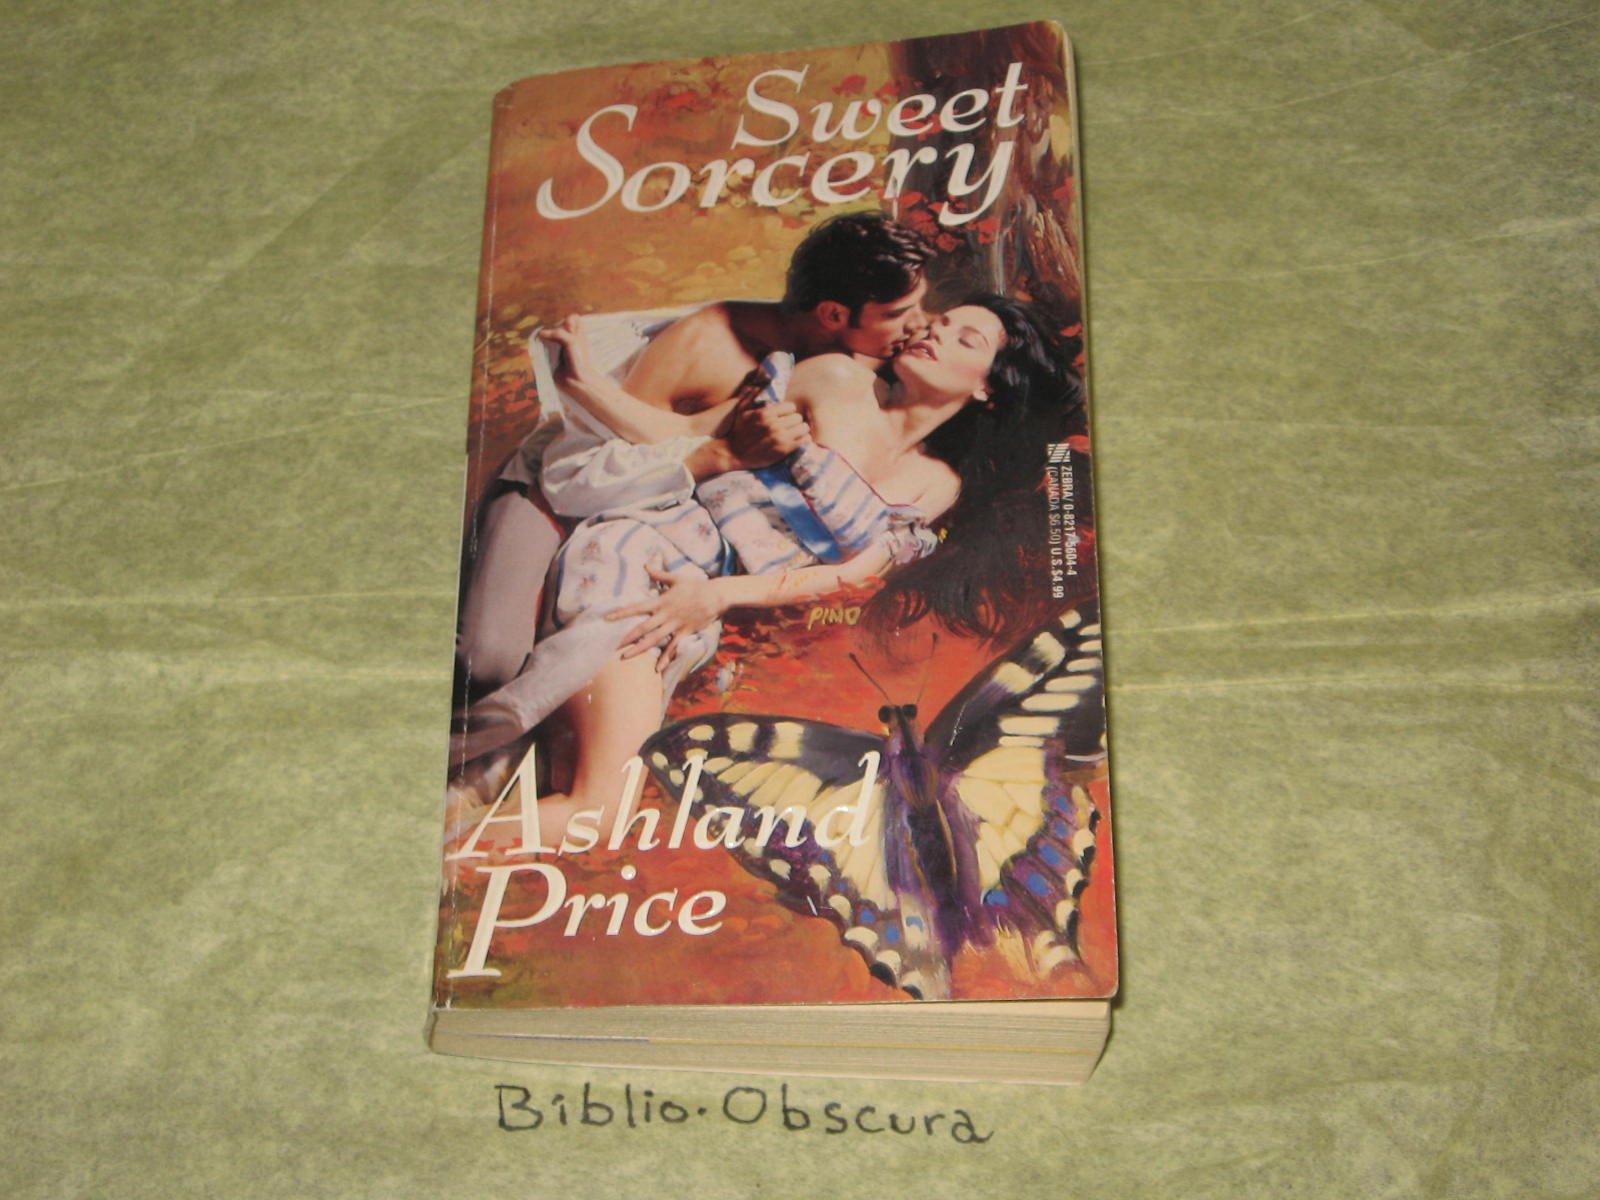 Sweet
Sorcery
ZEBRA/ 0-8217-5604-4
(CANADA $6.50) U.S. $4.99
PINO
Ashland
Price
Biblio-Obscura